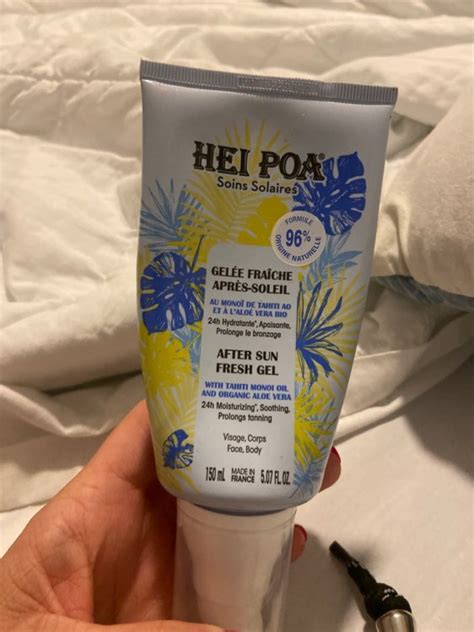 HEI POA®
Soins Solaires
FORMULE
96%
ORIGINE NATURELLE
GELÉE FRAÎCHE
APRÈS-SOLEIL
AU MONOÏ DE TAHITI AO
ET À L'ALOÉ VERA BIO
24h Hydratante*, Apaisante,
Prolonge le bronzage
AFTER SUN
FRESH GEL
WITH TAHITI MONOI OIL
AND ORGANIC ALOE VERA
24h Moisturizing*, Soothing,
Prolongs tanning
Visage, Corps
Face, Body
150 mL MADE IN FRANCE 5.07 FL. OZ.